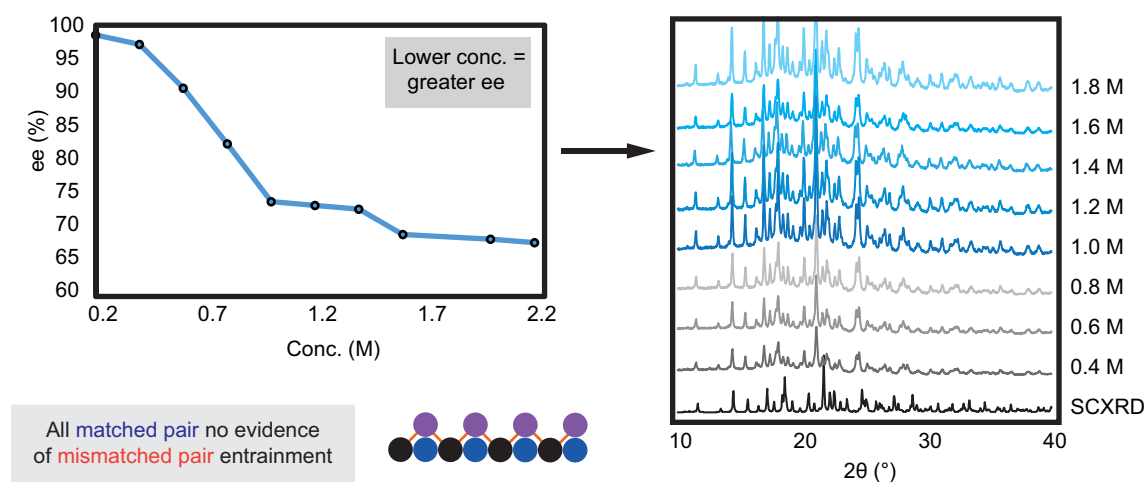 100
95
90
85
80
75
70
65
60
ee (%)
Lower conc. =
greater ee
0.2
0.7
1.2
1.7
2.2
Conc. (M)
1.8 M
1.6 M
1.4 M
1.2 M
1.0 M
0.8 M
0.6 M
0.4 M
SCXRD
10
20
30
40
2θ (°)
All matched pair no evidence
of mismatched pair entrainment